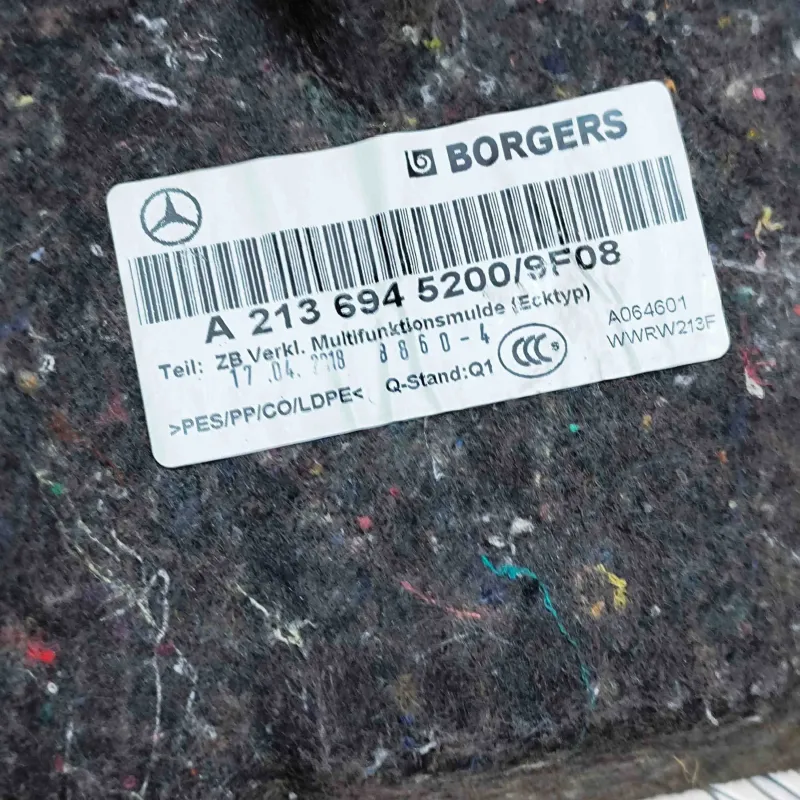 BORGERS
A 213 694 5200/9F08
Teil: ZB Verkl. Multifunktionsmulde (Ecktyp)
17.04.2018 8860-4
>PES/PP/CO/LDPE< Q-Stand:Q1 CCC S
A064601
WWRW213F